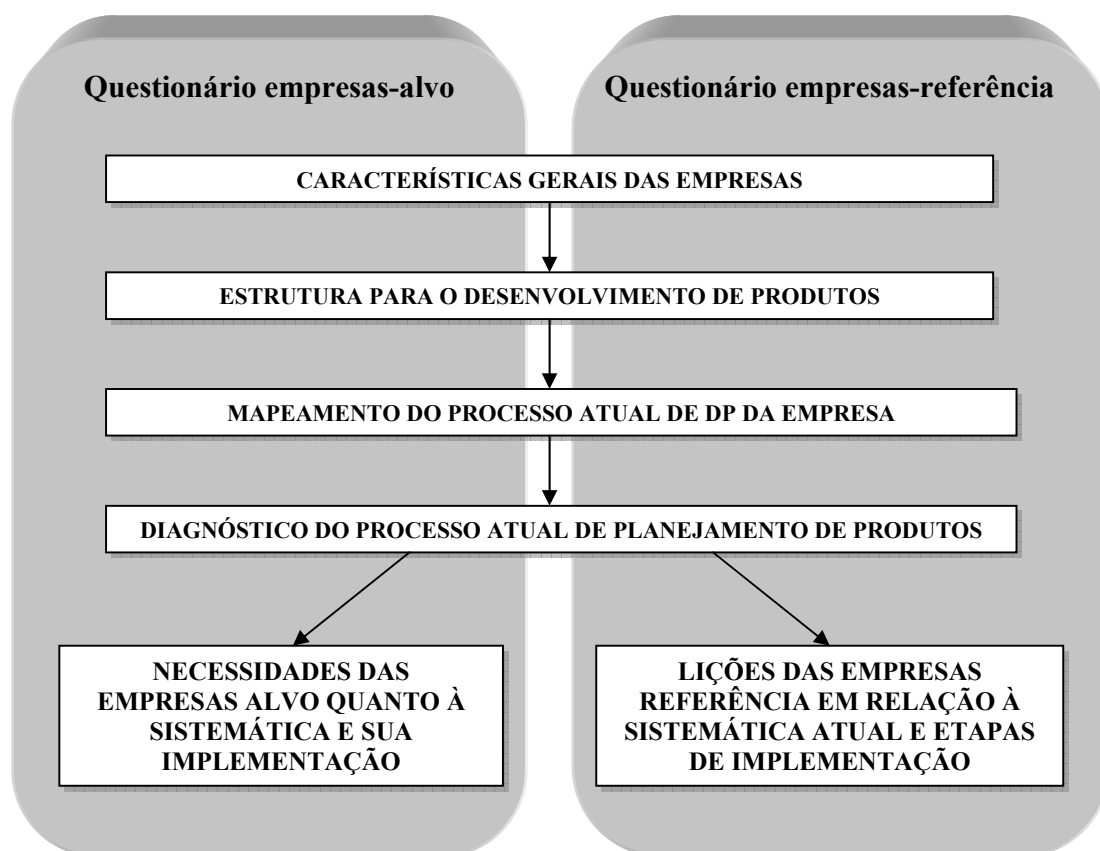 Questionário empresas-alvo
Questionário empresas-referência
CARACTERÍSTICAS GERAIS DAS EMPRESAS
ESTRUTURA PARA O DESENVOLVIMENTO DE PRODUTOS
MAPEAMENTO DO PROCESSO ATUAL DE DP DA EMPRESA
DIAGNÓSTICO DO PROCESSO ATUAL DE PLANEJAMENTO DE PRODUTOS
NECESSIDADES DAS
EMPRESAS ALVO QUANTO À
SISTEMÁTICA E SUA
IMPLEMENTAÇÃO
LIÇÕES DAS EMPRESAS
REFERÊNCIA EM RELAÇÃO À
SISTEMÁTICA ATUAL E ETAPAS
DE IMPLEMENTAÇÃO